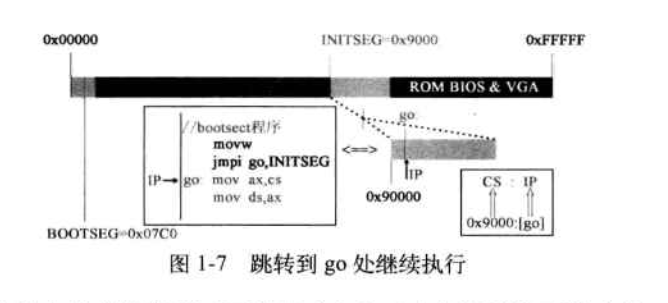 0x00000 INITSEG=0x9000 0xFFFFF
ROM BIOS & VGA
//bootsect程序
movw
jmpi go,INITSEG
IP go: mov ax,cs
mov ds,ax
go:
<==>
IP
0x90000
CS : IP
0x9000:[go]
BOOTSEG=0x07C0
图 1-7 跳转到 go 处继续执行